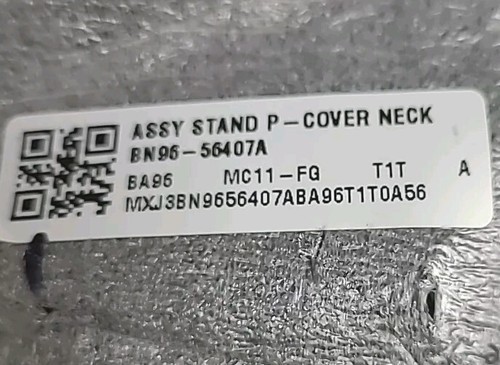 ASSY STAND P-COVER NECK
BN96-56407A
BA96 MC11-FG T1T A
MXJ3BN9656407ABA96T1T0A56